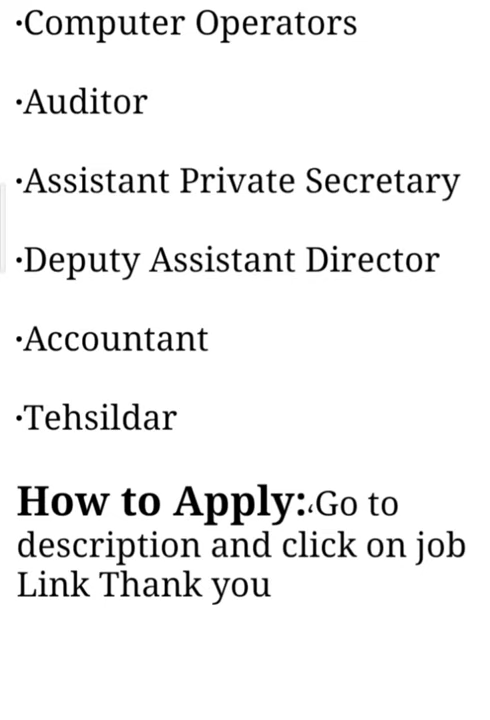 ·Computer Operators
·Auditor
·Assistant Private Secretary
·Deputy Assistant Director
·Accountant
·Tehsildar
How to Apply:،Go to
description and click on job
Link Thank you